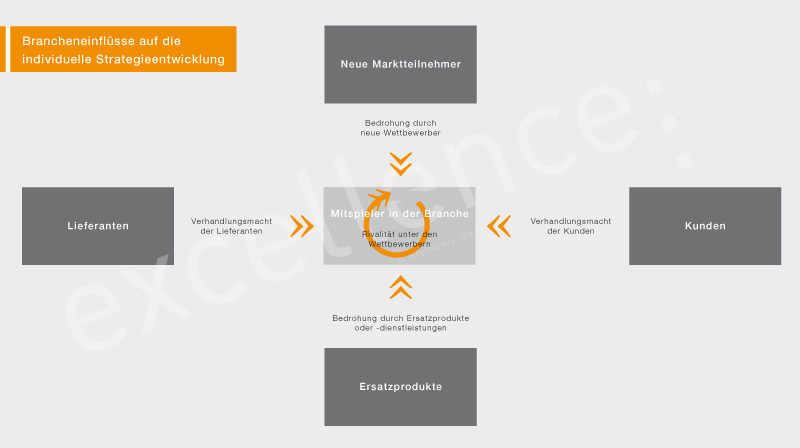 Brancheneinflüsse auf die
individuelle Strategieentwicklung
Neue Marktteilnehmer
Bedrohung durch
neue Wettbewerber
Lieferanten
Verhandlungsmacht
der Lieferanten
Mitspieler in der Branche
Rivalität unter den
Wettbewerbern
Verhandlungsmacht
der Kunden
Kunden
Bedrohung durch Ersatzprodukte
oder -dienstleistungen
Ersatzprodukte
excellence: